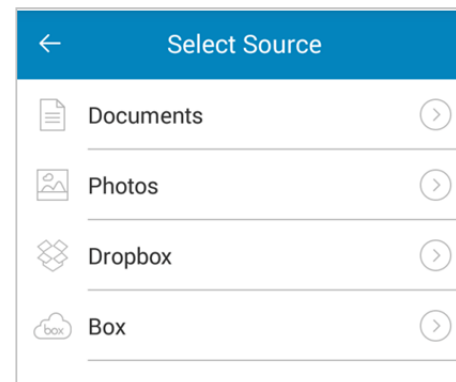 Select Source
Documents
Photos
Dropbox
box Box